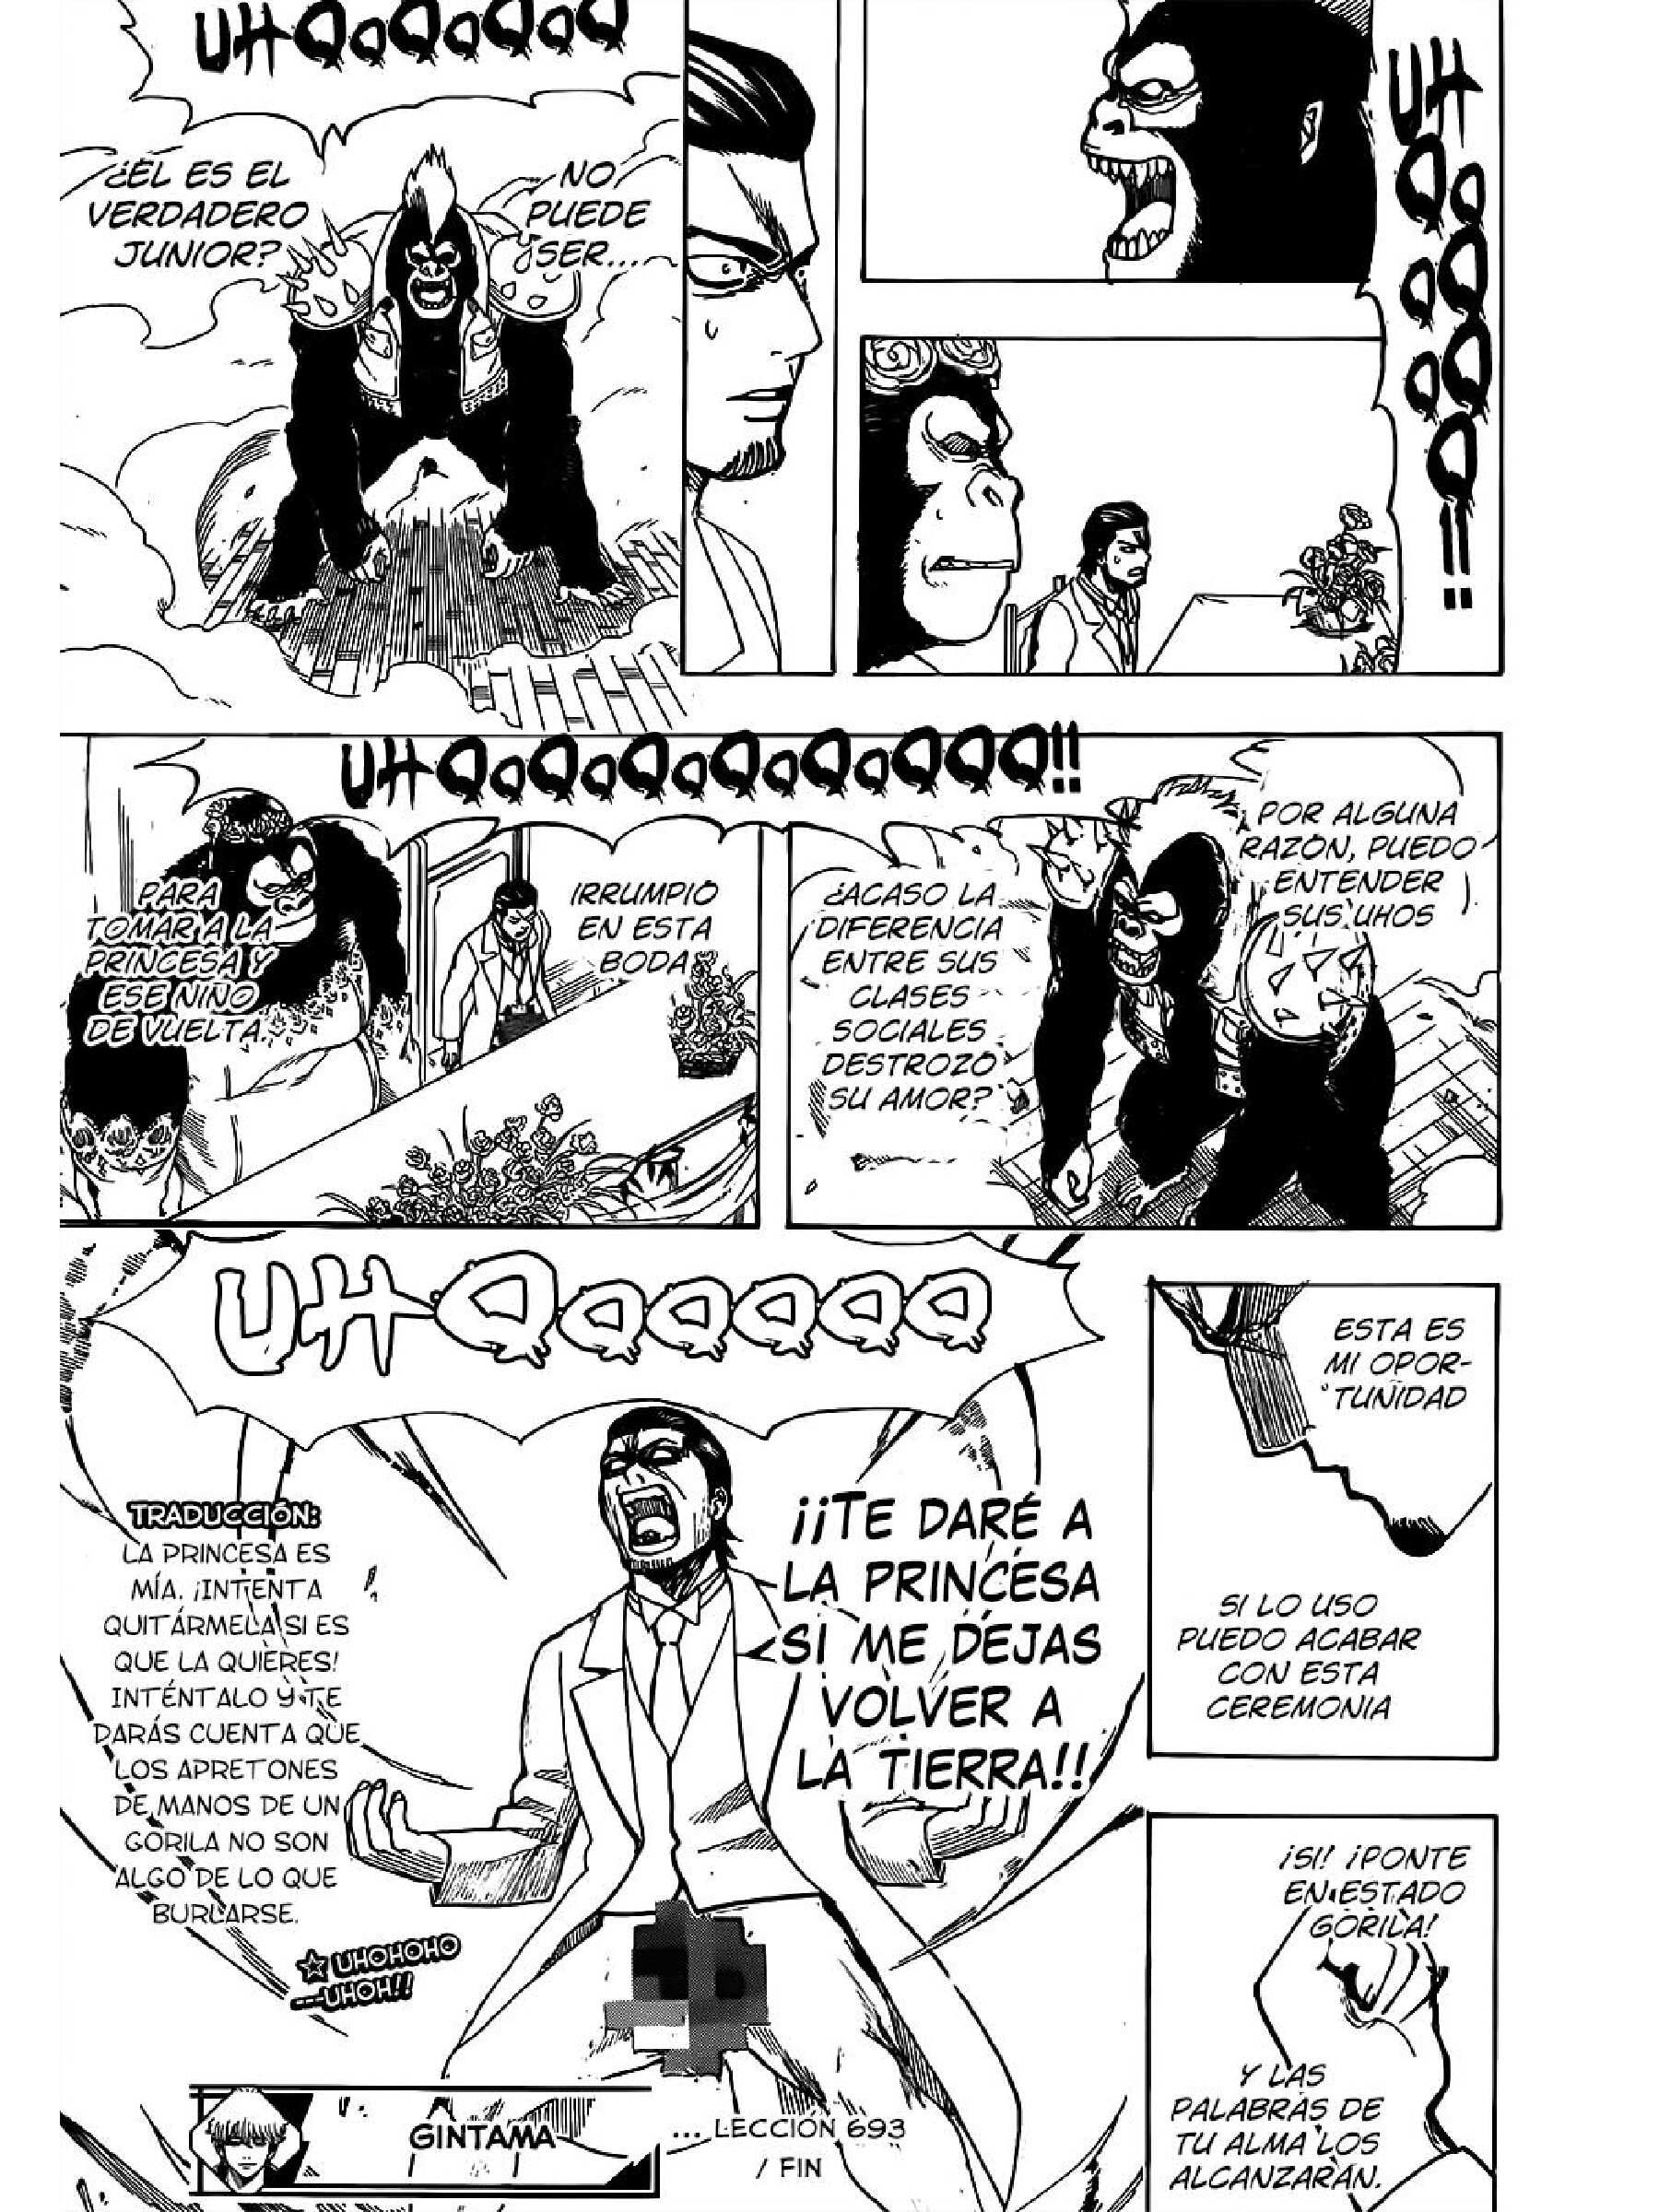 UHOOOOOOO!!
UHOOOOOOO
NO
PUEDE
SER...
¿ÉL ES EL
VERDADERO
JUNIOR?
UHOOOOOOOOOOOO!!
POR ALGUNA
RAZÓN, PUEDO
ENTENDER
SUS UHOS
¿ACASO LA
DIFERENCIA
ENTRE SUS
CLASES
SOCIALES
DESTROZÓ
SU AMOR?
IRRUMPIÓ
EN ESTA
BODA
PARA
TOMAR A LA
PRINCESA Y
ESE NIÑO
DE VUELTA.
ESTA ES
MI OPOR-
TUNIDAD
SI LO USO
PUEDO ACABAR
CON ESTA
CEREMONIA
¡SI! ¡PONTE
EN ESTADO
GORILA!
Y LAS
PALABRAS DE
TU ALMA LOS
ALCANZARÁN.
UHOOOOOO
¡¡TE DARÉ A
LA PRINCESA
SI ME DEJAS
VOLVER A
LA TIERRA!!
TRADUCCIÓN:
LA PRINCESA ES
MÍA. ¡INTENTA
QUITÁRMELA SI ES
QUE LA QUIERES!
INTÉNTALO Y TE
DARÁS CUENTA QUE
LOS APRETONES
DE MANOS DE UN
GORILA NO SON
ALGO DE LO QUE
BURLARSE.
☆ UHOHOHO
---UHOH!!
GINTAMA
... LECCIÓN 693
/ FIN